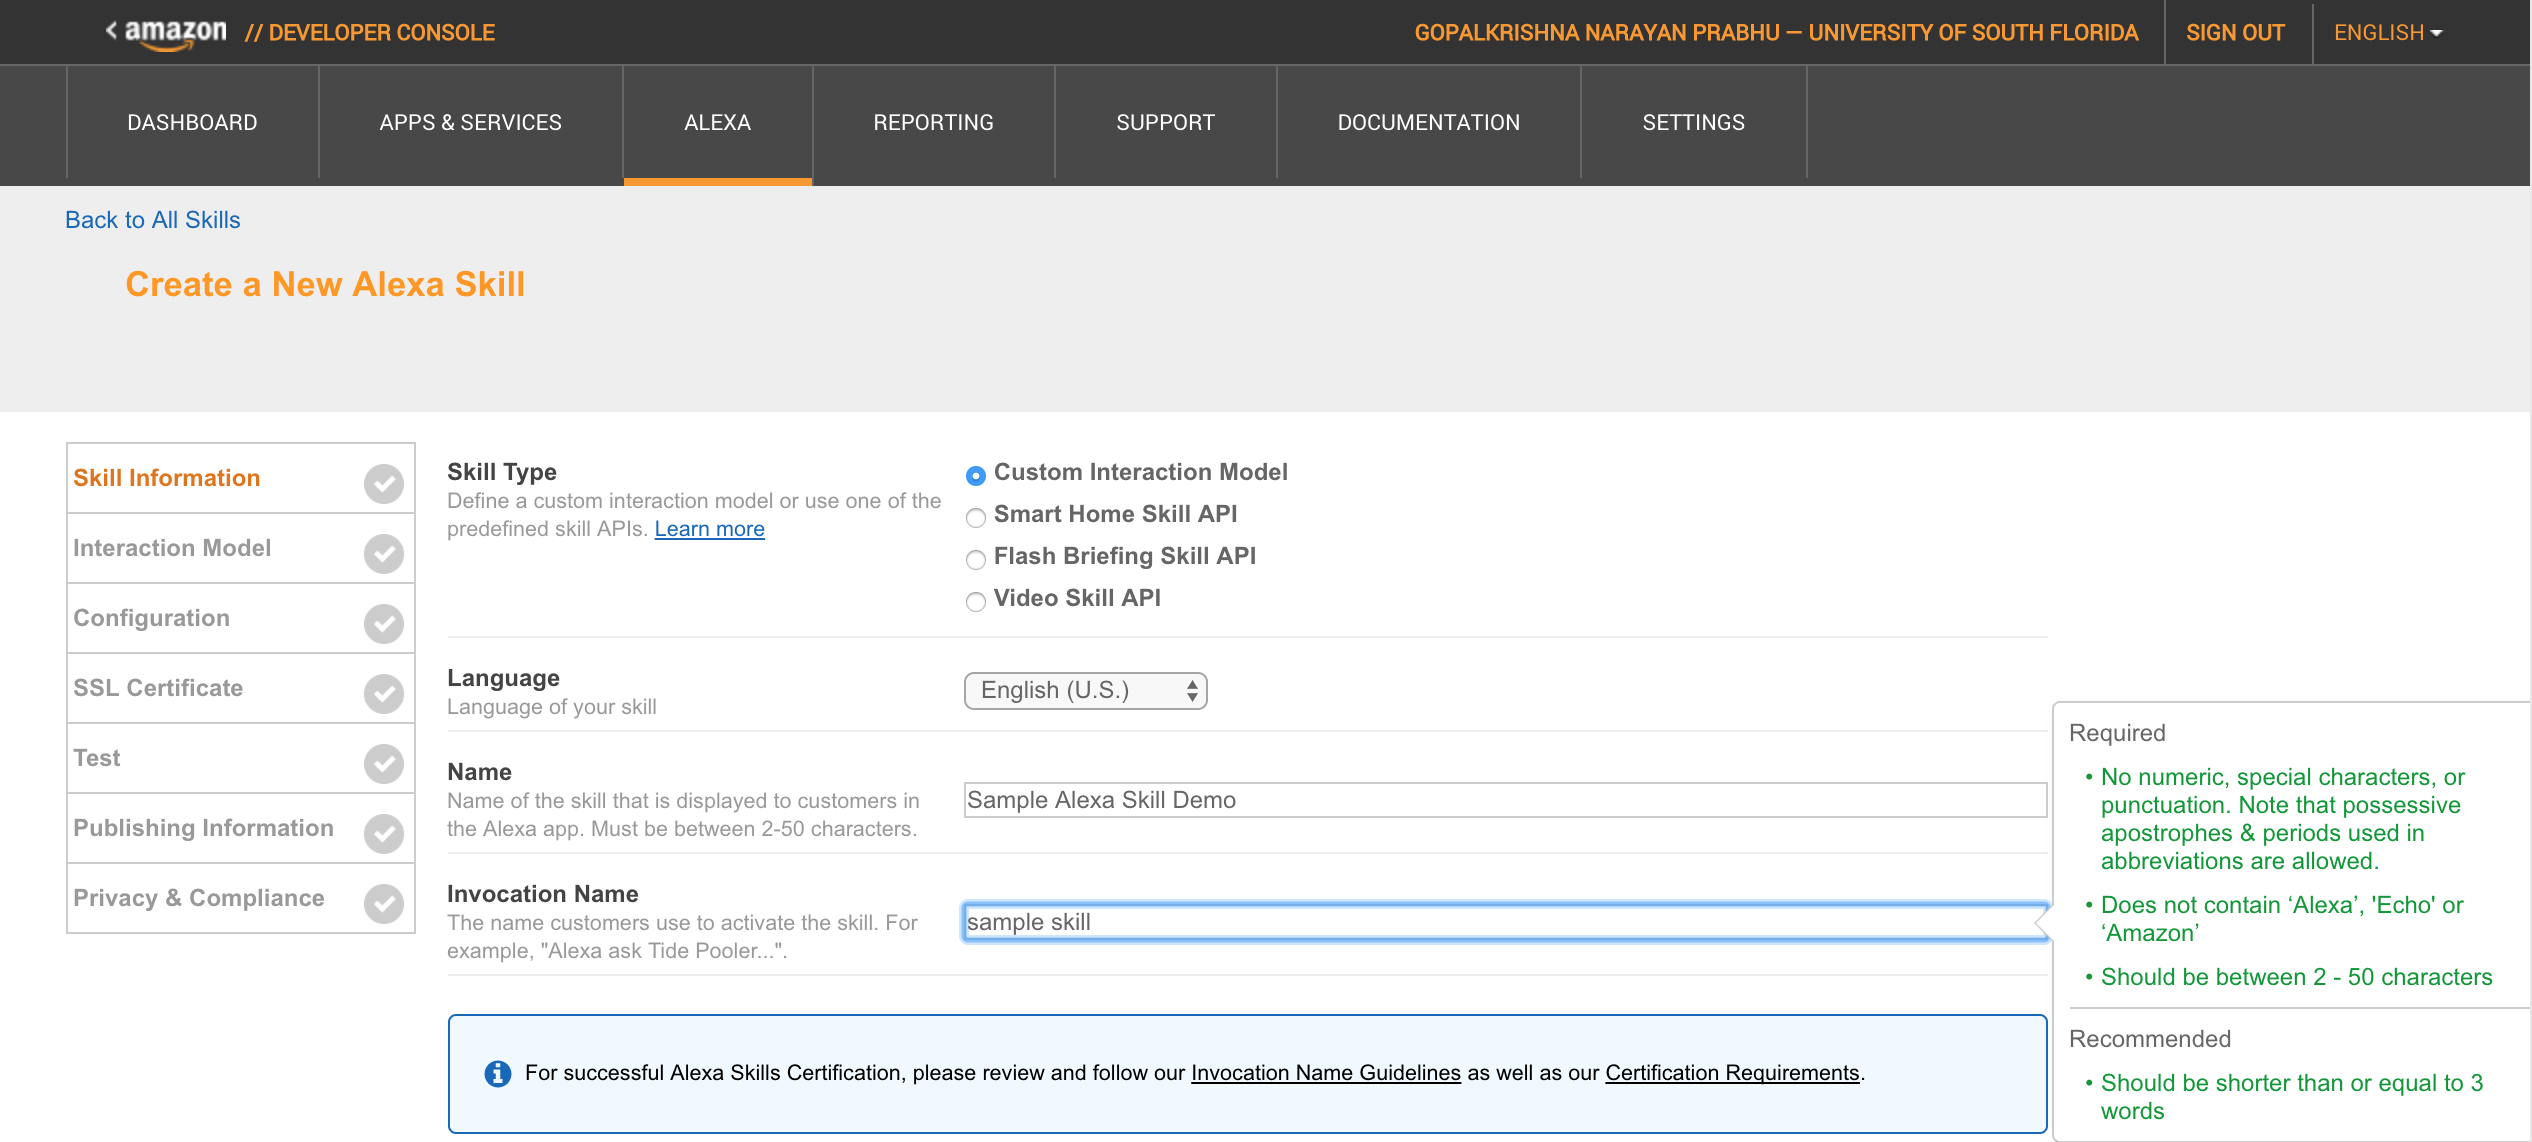 amazon // DEVELOPER CONSOLE GOPALKRISHNA NARAYAN PRABHU — UNIVERSITY OF SOUTH FLORIDA SIGN OUT ENGLISH
DASHBOARD APPS & SERVICES ALEXA REPORTING SUPPORT DOCUMENTATION SETTINGS
Back to All Skills
Create a New Alexa Skill
Skill Information
Interaction Model
Configuration
SSL Certificate
Test
Publishing Information
Privacy & Compliance
Skill Type
Define a custom interaction model or use one of the
predefined skill APIs. Learn more
Custom Interaction Model
Smart Home Skill API
Flash Briefing Skill API
Video Skill API
Language
Language of your skill
English (U.S.)
Name
Name of the skill that is displayed to customers in
the Alexa app. Must be between 2-50 characters.
Sample Alexa Skill Demo
Invocation Name
The name customers use to activate the skill. For
example, "Alexa ask Tide Pooler...".
sample skill
Required
• No numeric, special characters, or
punctuation. Note that possessive
apostrophes & periods used in
abbreviations are allowed.
• Does not contain ‘Alexa’, 'Echo' or
‘Amazon’
• Should be between 2 - 50 characters
Recommended
• Should be shorter than or equal to 3
words
For successful Alexa Skills Certification, please review and follow our Invocation Name Guidelines as well as our Certification Requirements.